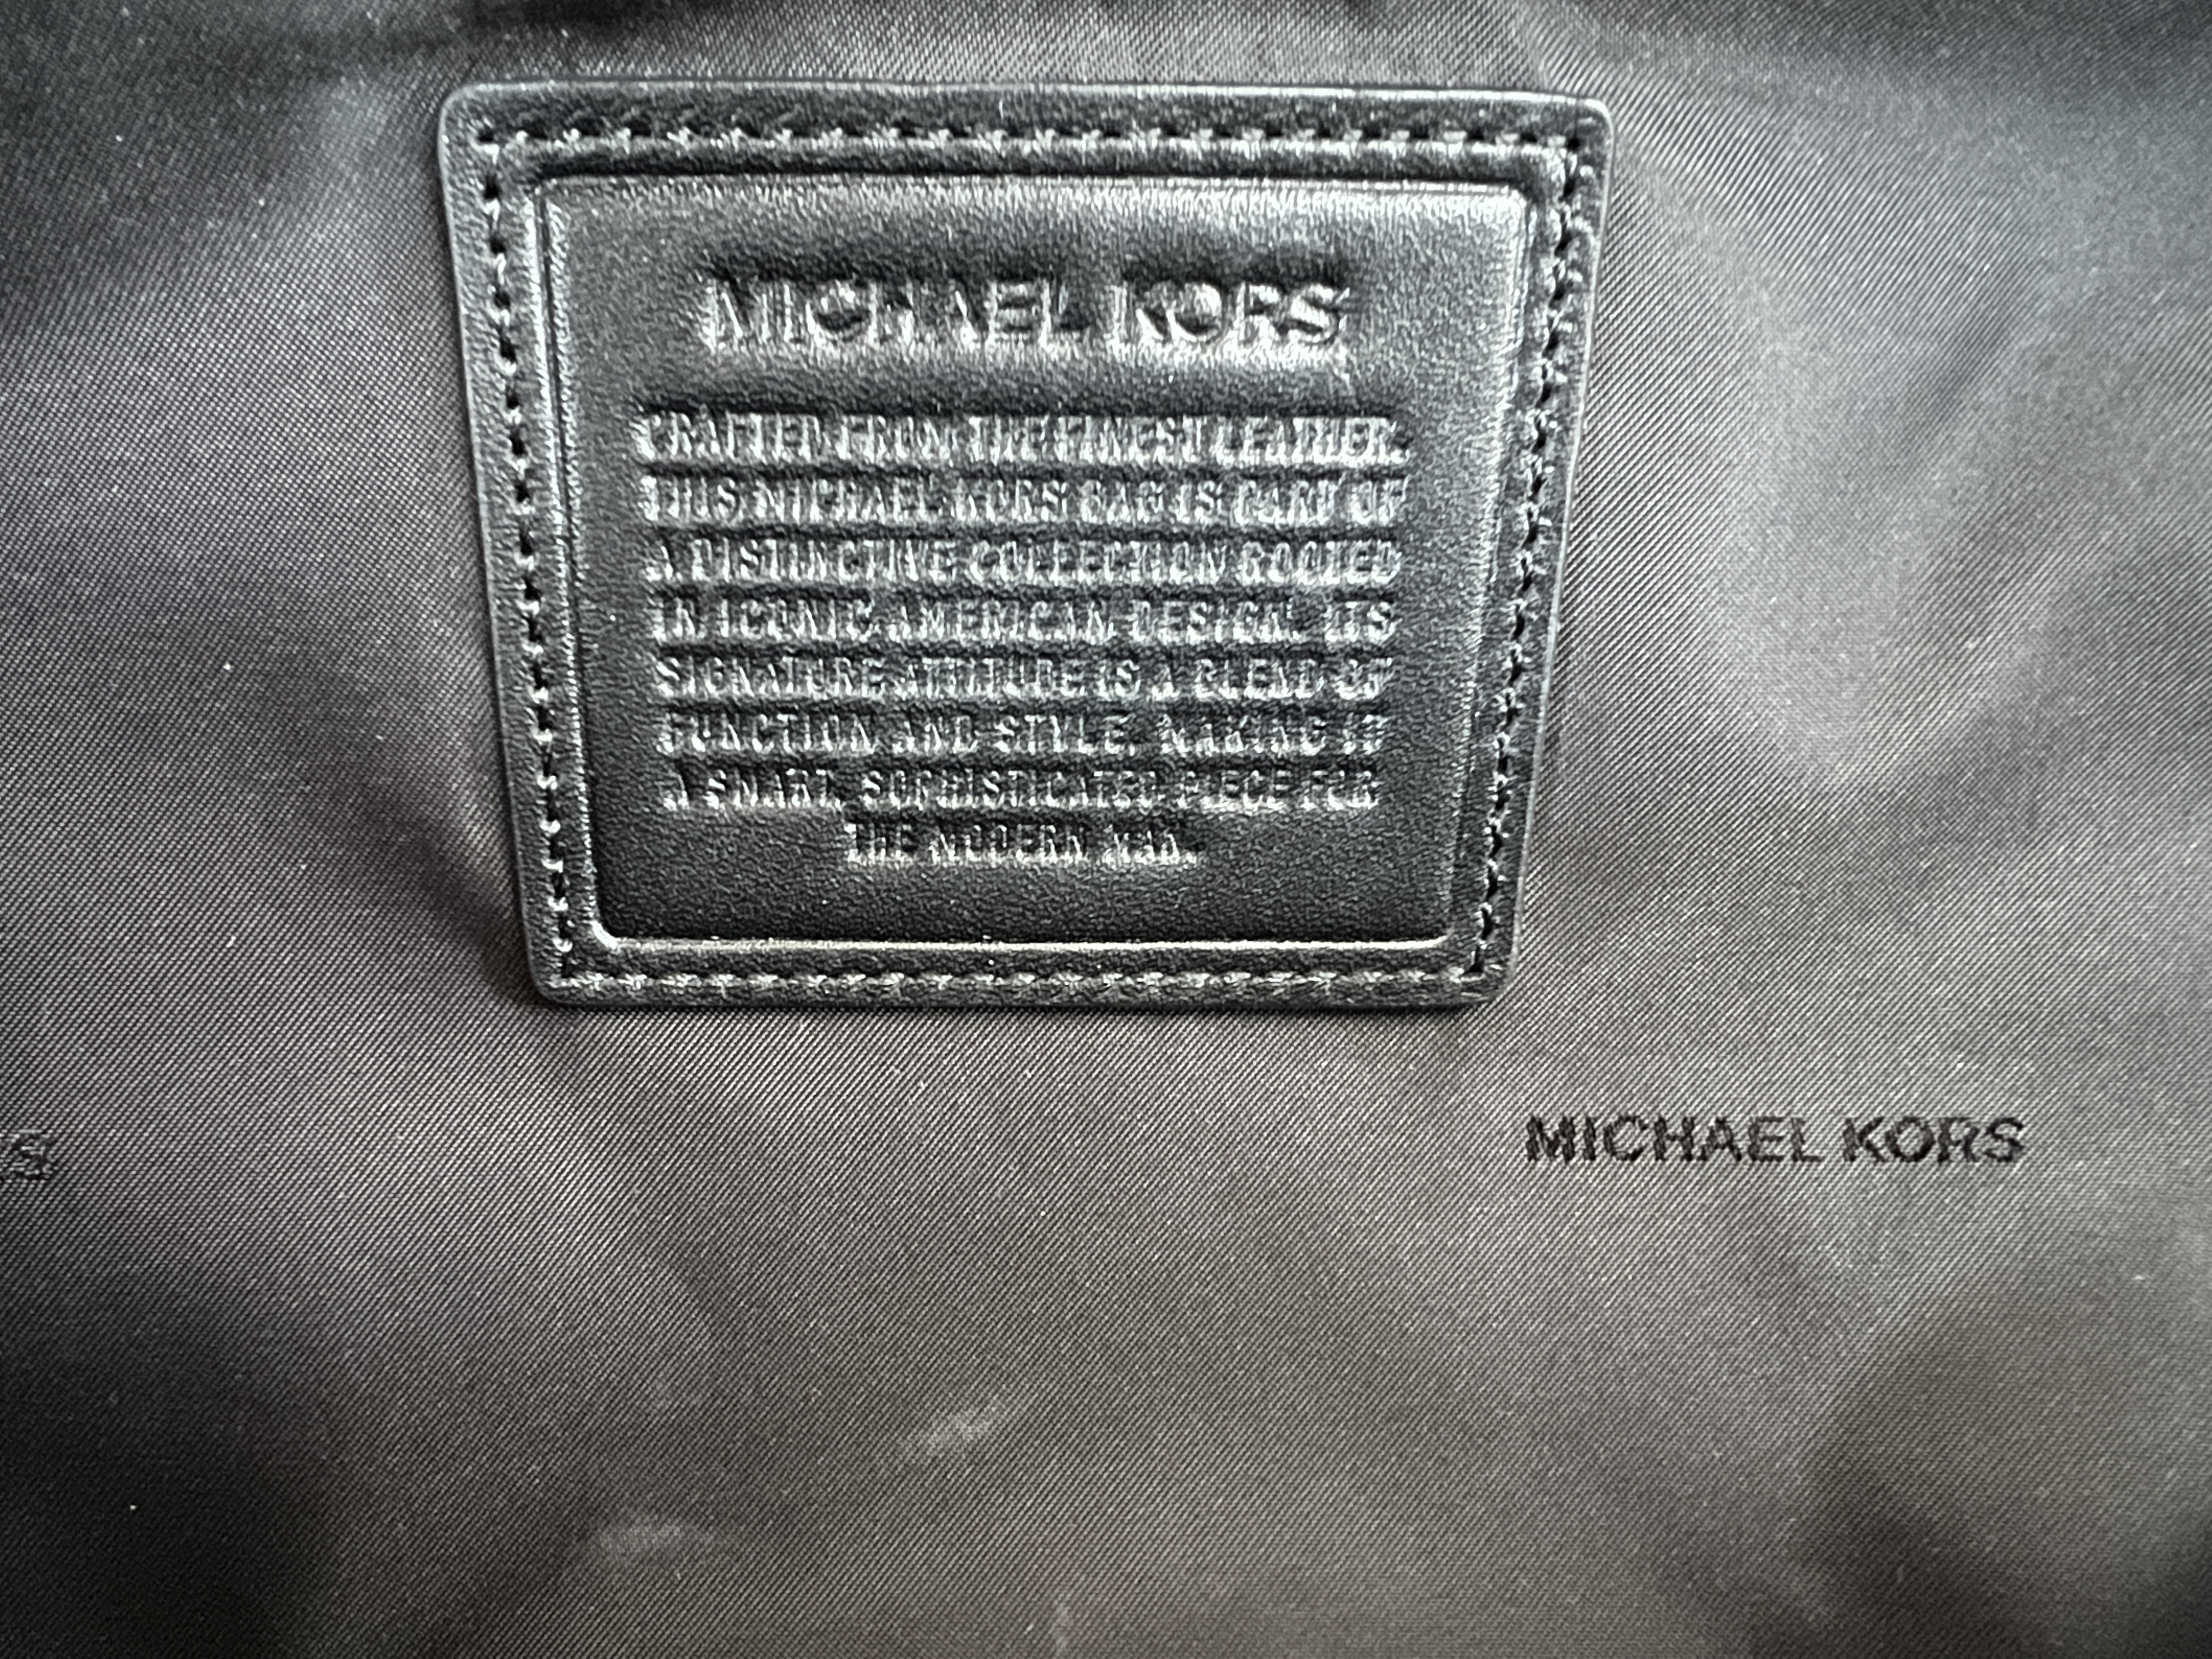 MICHAEL KORS
CRAFTED FROM THE FINEST LEATHER,
THIS MICHAEL KORS BAG IS PART OF
A DISTINCTIVE COLLECTION ROOTED
IN ICONIC AMERICAN DESIGN. ITS
SIGNATURE ATTITUDE IS A BLEND OF
FUNCTION AND STYLE, MAKING IT
A SMART, SOPHISTICATED PIECE FOR
THE MODERN MAN.
S
MICHAEL KORS